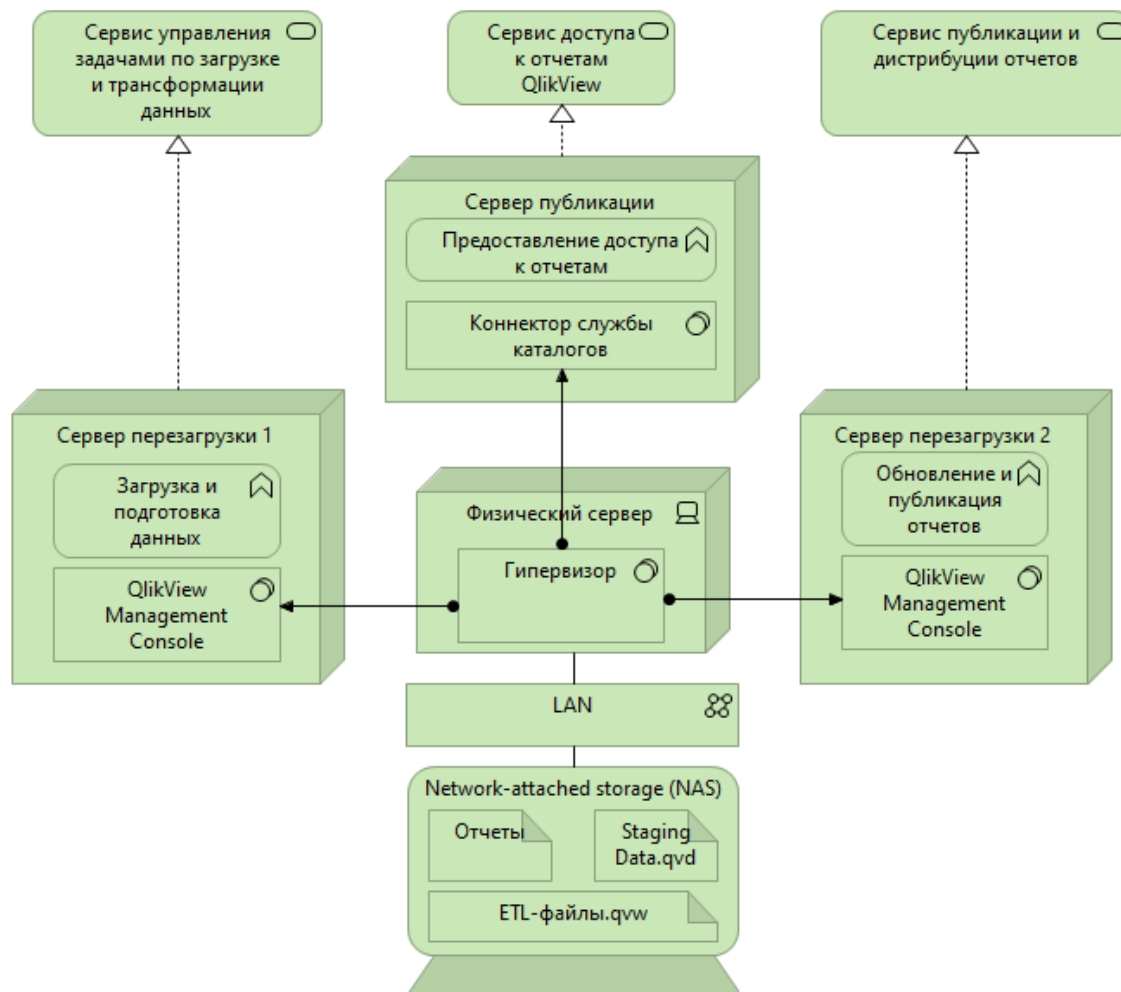 Сервис управления
задачами по загрузке
и трансформации
данных
Сервис доступа
к отчетам
QlikView
Сервис публикации и
дистрибуции отчетов
Сервер публикации
Предоставление доступа
к отчетам
Коннектор службы
каталогов
Сервер перезагрузки 1
Загрузка и
подготовка
данных
QlikView
Management
Console
Физический сервер
Гипервизор
Сервер перезагрузки 2
Обновление и
публикация
отчетов
QlikView
Management
Console
LAN
Network-attached storage (NAS)
Отчеты
Staging
Data.qvd
ETL-файлы.qvw